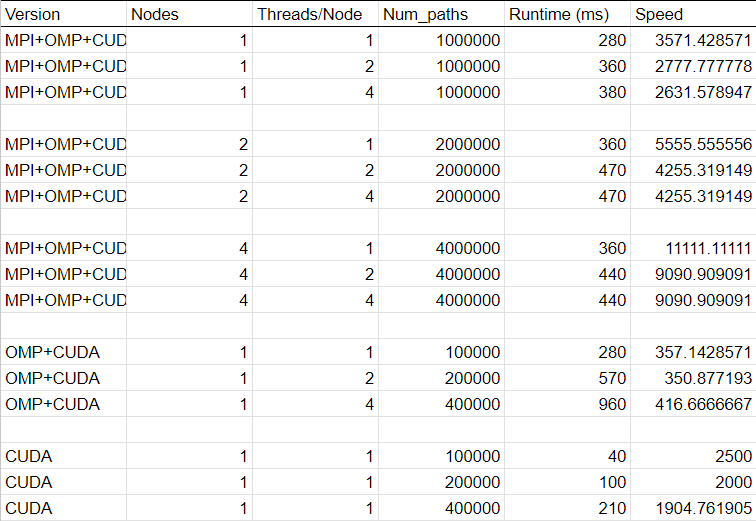 Version Nodes Threads/Node Num_paths Runtime (ms) Speed
MPI+OMP+CUD 1 1 1000000 280 3571.428571
MPI+OMP+CUD 1 2 1000000 360 2777.777778
MPI+OMP+CUD 1 4 1000000 380 2631.578947
MPI+OMP+CUD 2 1 2000000 360 5555.555556
MPI+OMP+CUD 2 2 2000000 470 4255.319149
MPI+OMP+CUD 2 4 2000000 470 4255.319149
MPI+OMP+CUD 4 1 4000000 360 11111.11111
MPI+OMP+CUD 4 2 4000000 440 9090.909091
MPI+OMP+CUD 4 4 4000000 440 9090.909091
OMP+CUDA 1 1 100000 280 357.1428571
OMP+CUDA 1 2 200000 570 350.877193
OMP+CUDA 1 4 400000 960 416.6666667
CUDA 1 1 100000 40 2500
CUDA 1 1 200000 100 2000
CUDA 1 1 400000 210 1904.761905